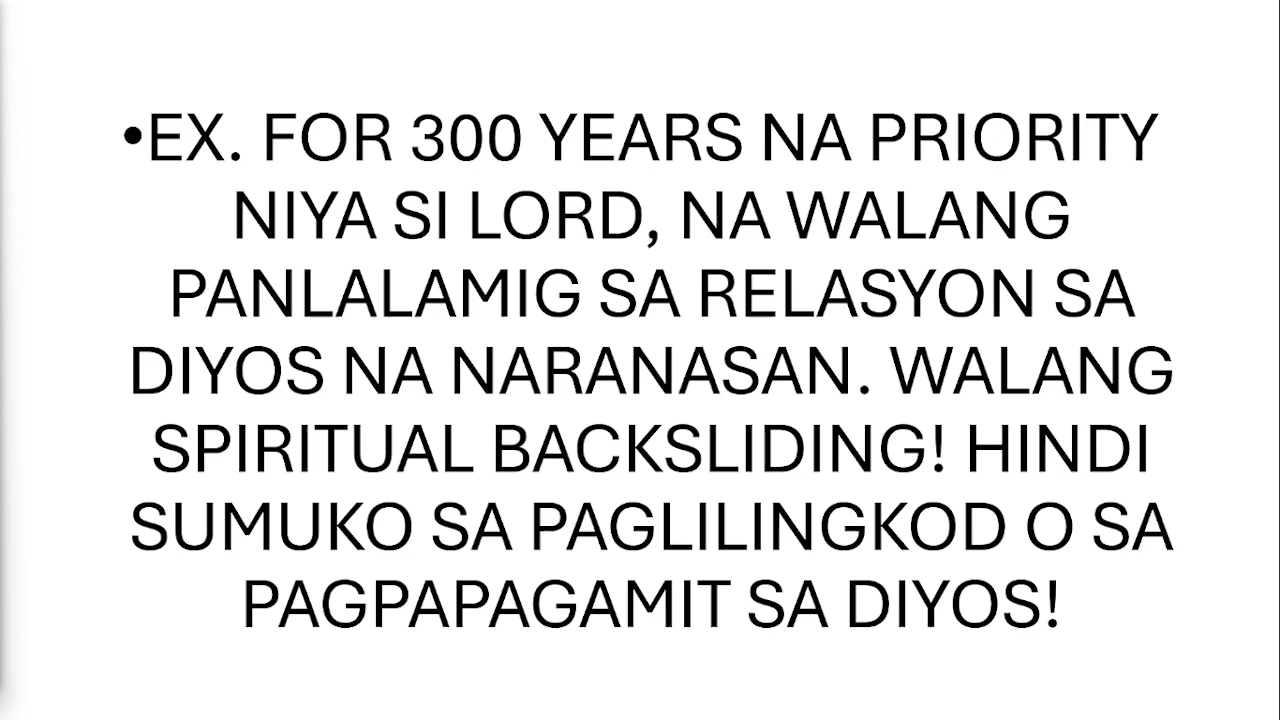 •EX. FOR 300 YEARS NA PRIORITY
NIYA SI LORD, NA WALANG
PANLALAMIG SA RELASYON SA
DIYOS NA NARANASAN. WALANG
SPIRITUAL BACKSLIDING! HINDI
SUMUKO SA PAGLILINGKOD O SA
PAGPAPAGAMIT SA DIYOS!